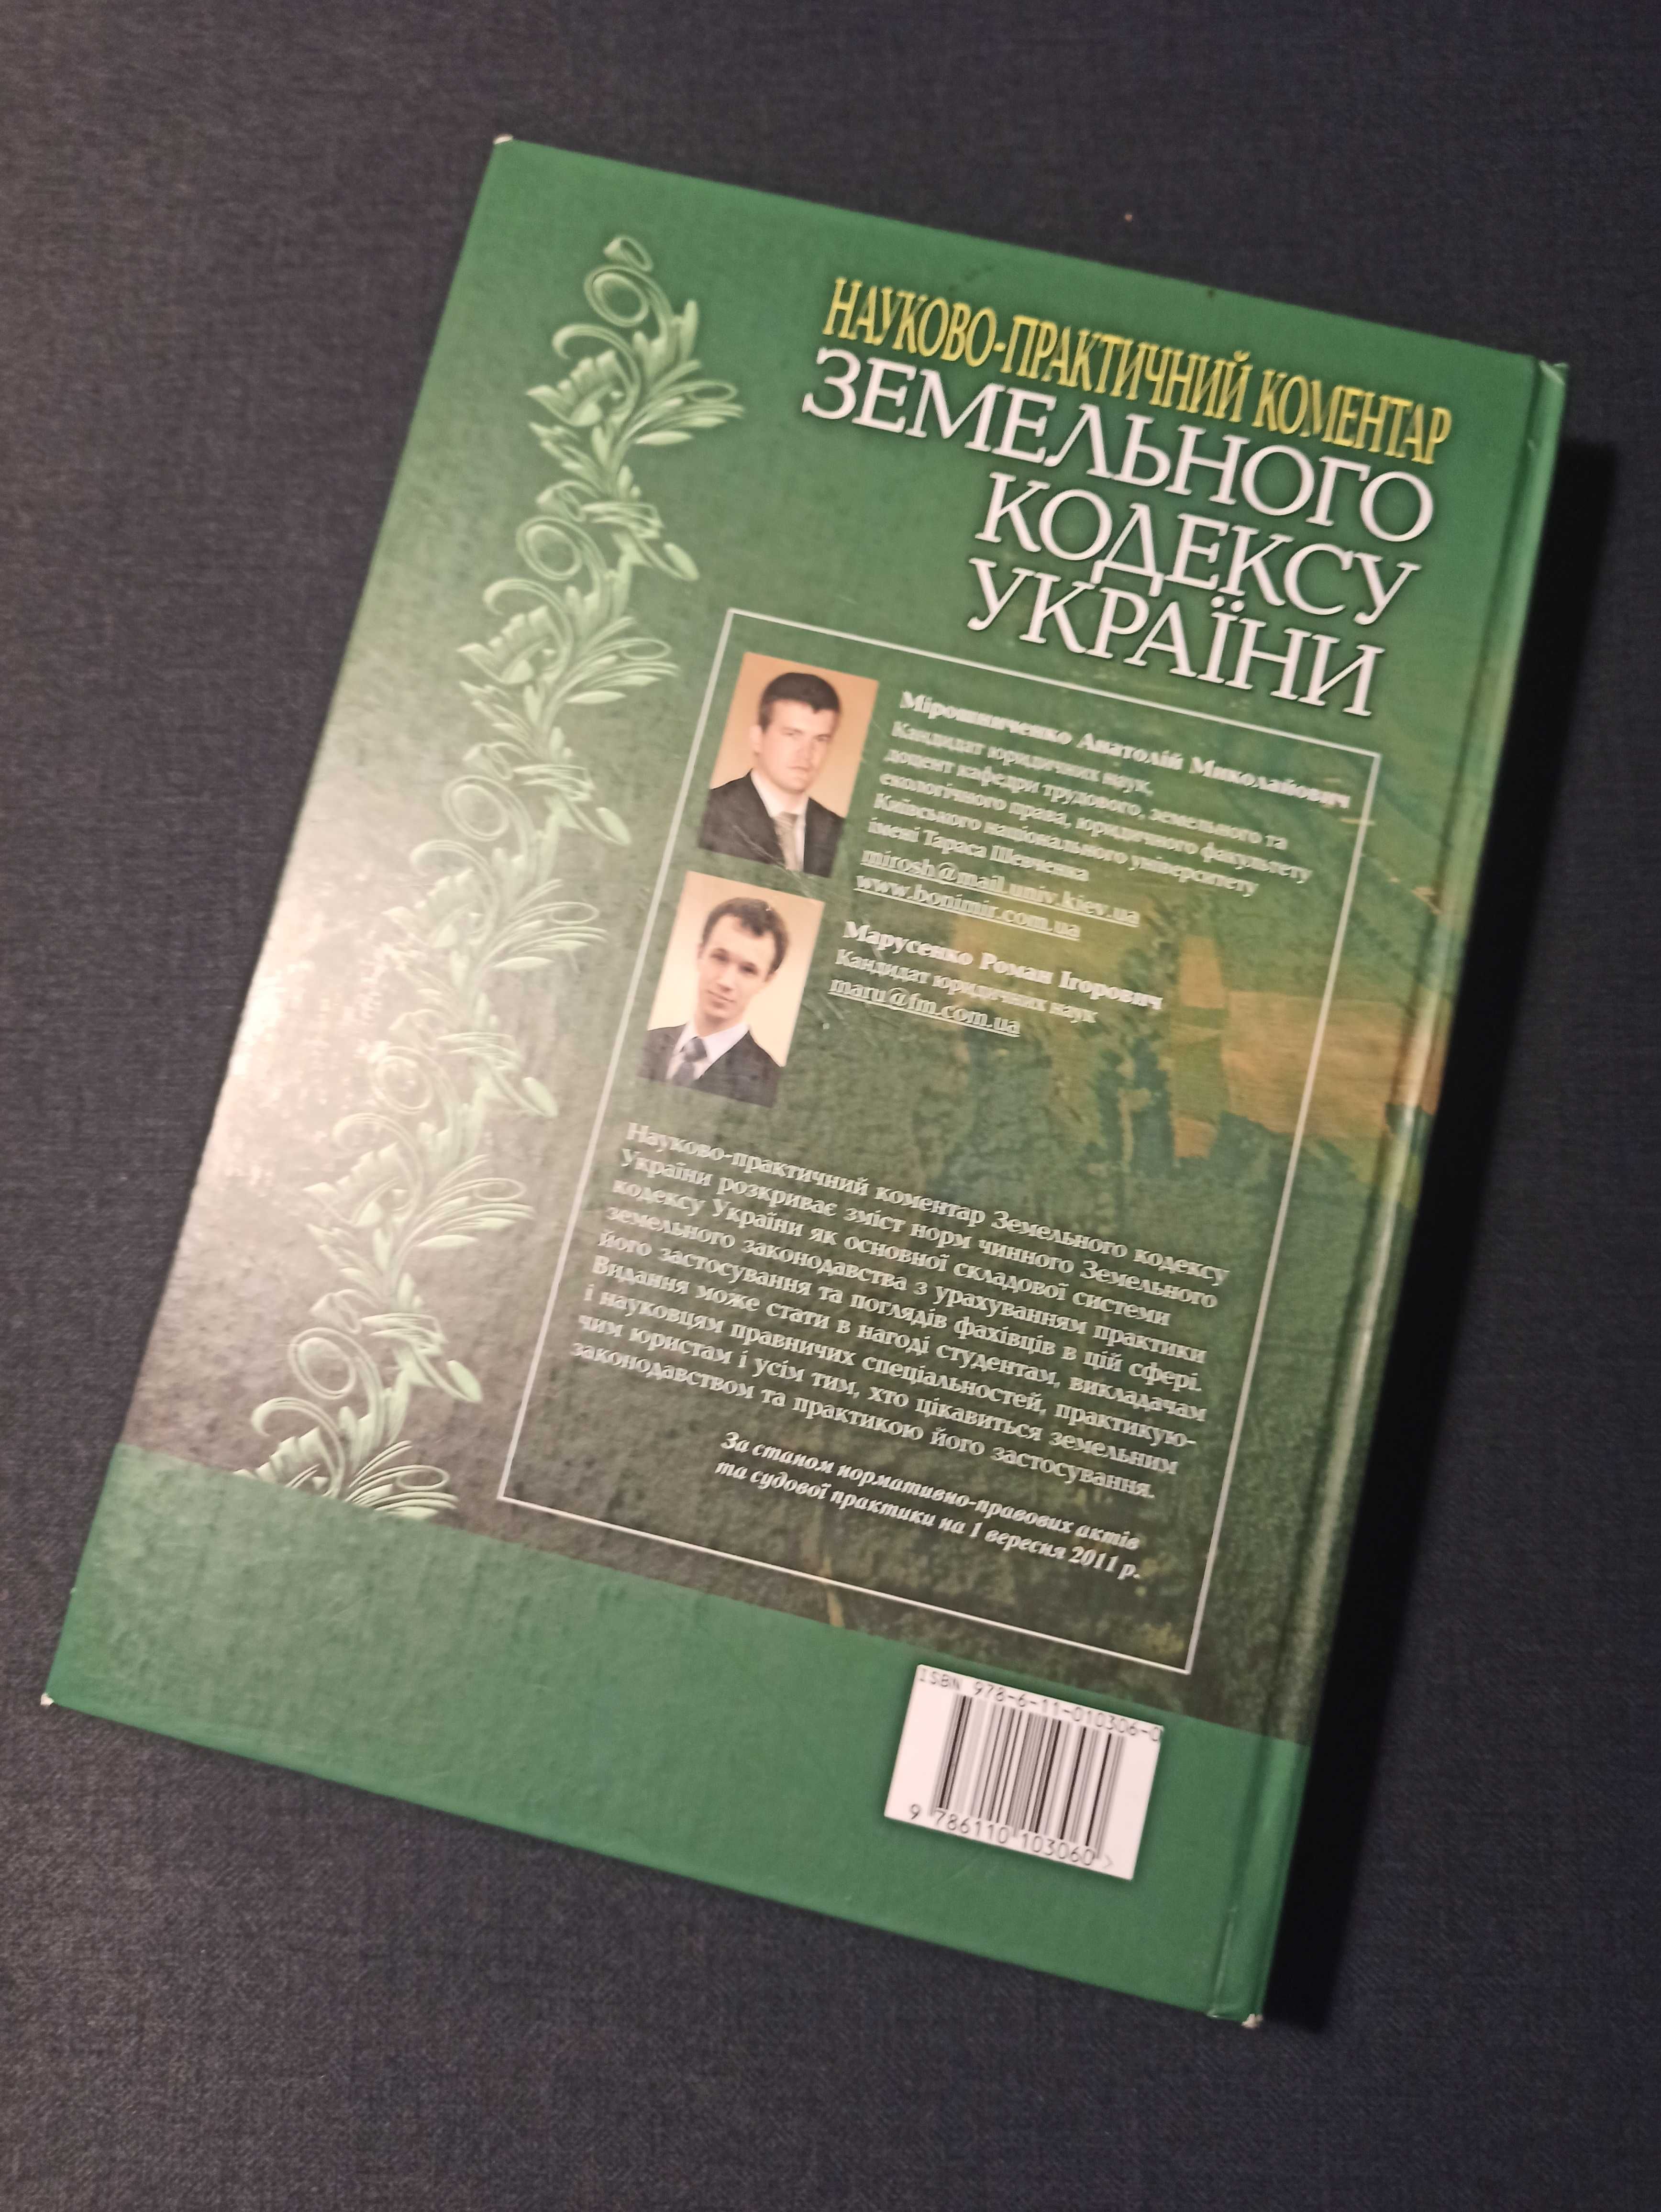 НАУКОВО-ПРАКТИЧНИЙ КОМЕНТАР
ЗЕМЕЛЬНОГО
КОДЕКСУ
УКРАЇНИ
Мірошниченко Анатолій Миколайович
Кандидат юридичних наук,
доцент кафедри трудового, земельного та
екологічного права, юридичного факультету
Київського національного університету
імені Тараса Шевченка
mirosh@mail.univ.kiev.ua
www.bonimir.com.ua
Марусенко Роман Ігорович
Кандидат юридичних наук
maru@fm.com.ua
Науково-практичний коментар Земельного кодексу
України розкриває зміст норм чинного Земельного
кодексу України як основної складової системи
земельного законодавства з урахуванням практики
його застосування та поглядів фахівців в цій сфері.
Видання може стати в нагоді студентам, викладачам
і науковцям правничих спеціальностей, практикую-
чим юристам і усім тим, хто цікавиться земельним
законодавством та практикою його застосування.
За станом нормативно-правових актів
та судової практики на 1 вересня 2011 р.
ISBN 978-6-11-010306-0
9 786110 103060 >